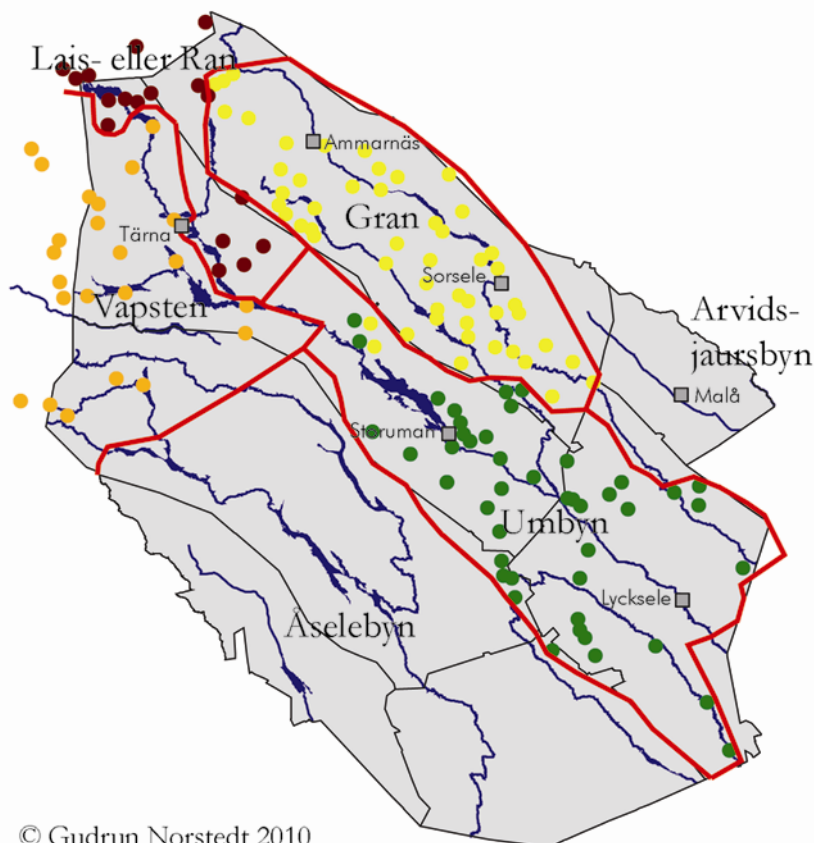 Lais- eller Ran
Ammarnäs
Gran
Tärna
Sorsele
Vapsten
Arvids-
jaursbyn
Malå
Storuman
Umbyn
Lycksele
Åselebyn
© Gudrun Norstedt 2010